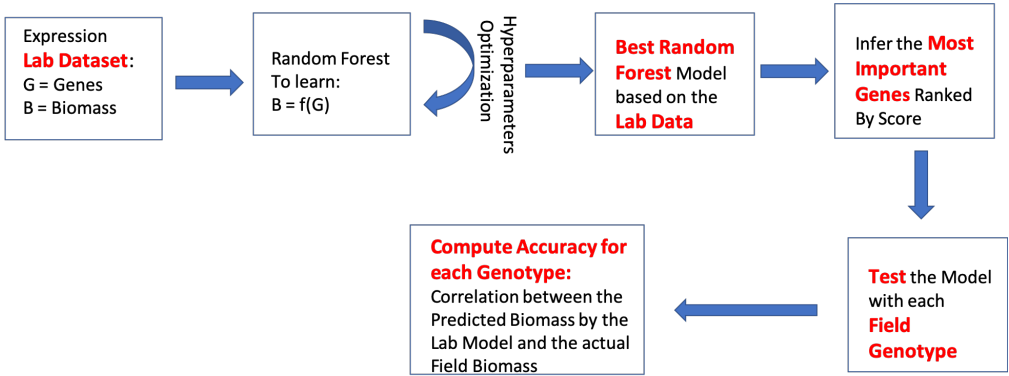 Expression
Lab Dataset:
G = Genes
B = Biomass
Random Forest
To learn:
B = f(G)
Hyperparameters
Optimization
Best Random
Forest Model
based on the
Lab Data
Infer the Most
Important
Genes Ranked
By Score
Test the Model
with each
Field
Genotype
Compute Accuracy for
each Genotype:
Correlation between the
Predicted Biomass by the
Lab Model and the actual
Field Biomass